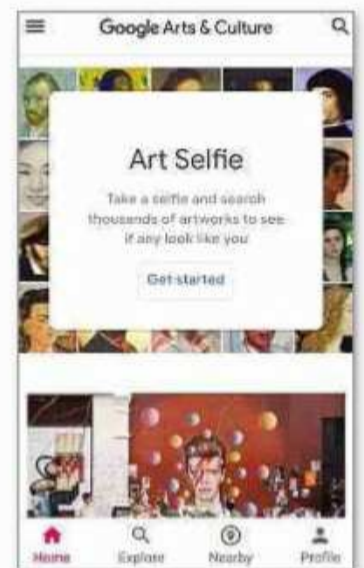 Google Arts & Culture
Art Selfie
Take a selfie and search
thousands of artworks to see
if any look like you
Get started
Home Explore Nearby Profile